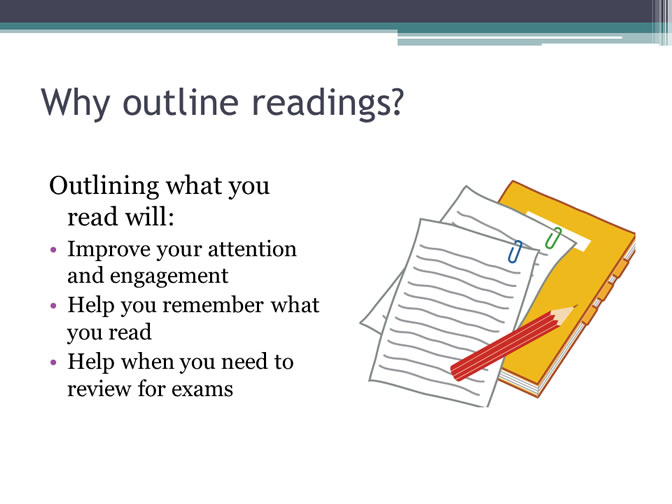 Why outline readings?
Outlining what you
read will:
• Improve your attention
and engagement
• Help you remember what
you read
• Help when you need to
review for exams